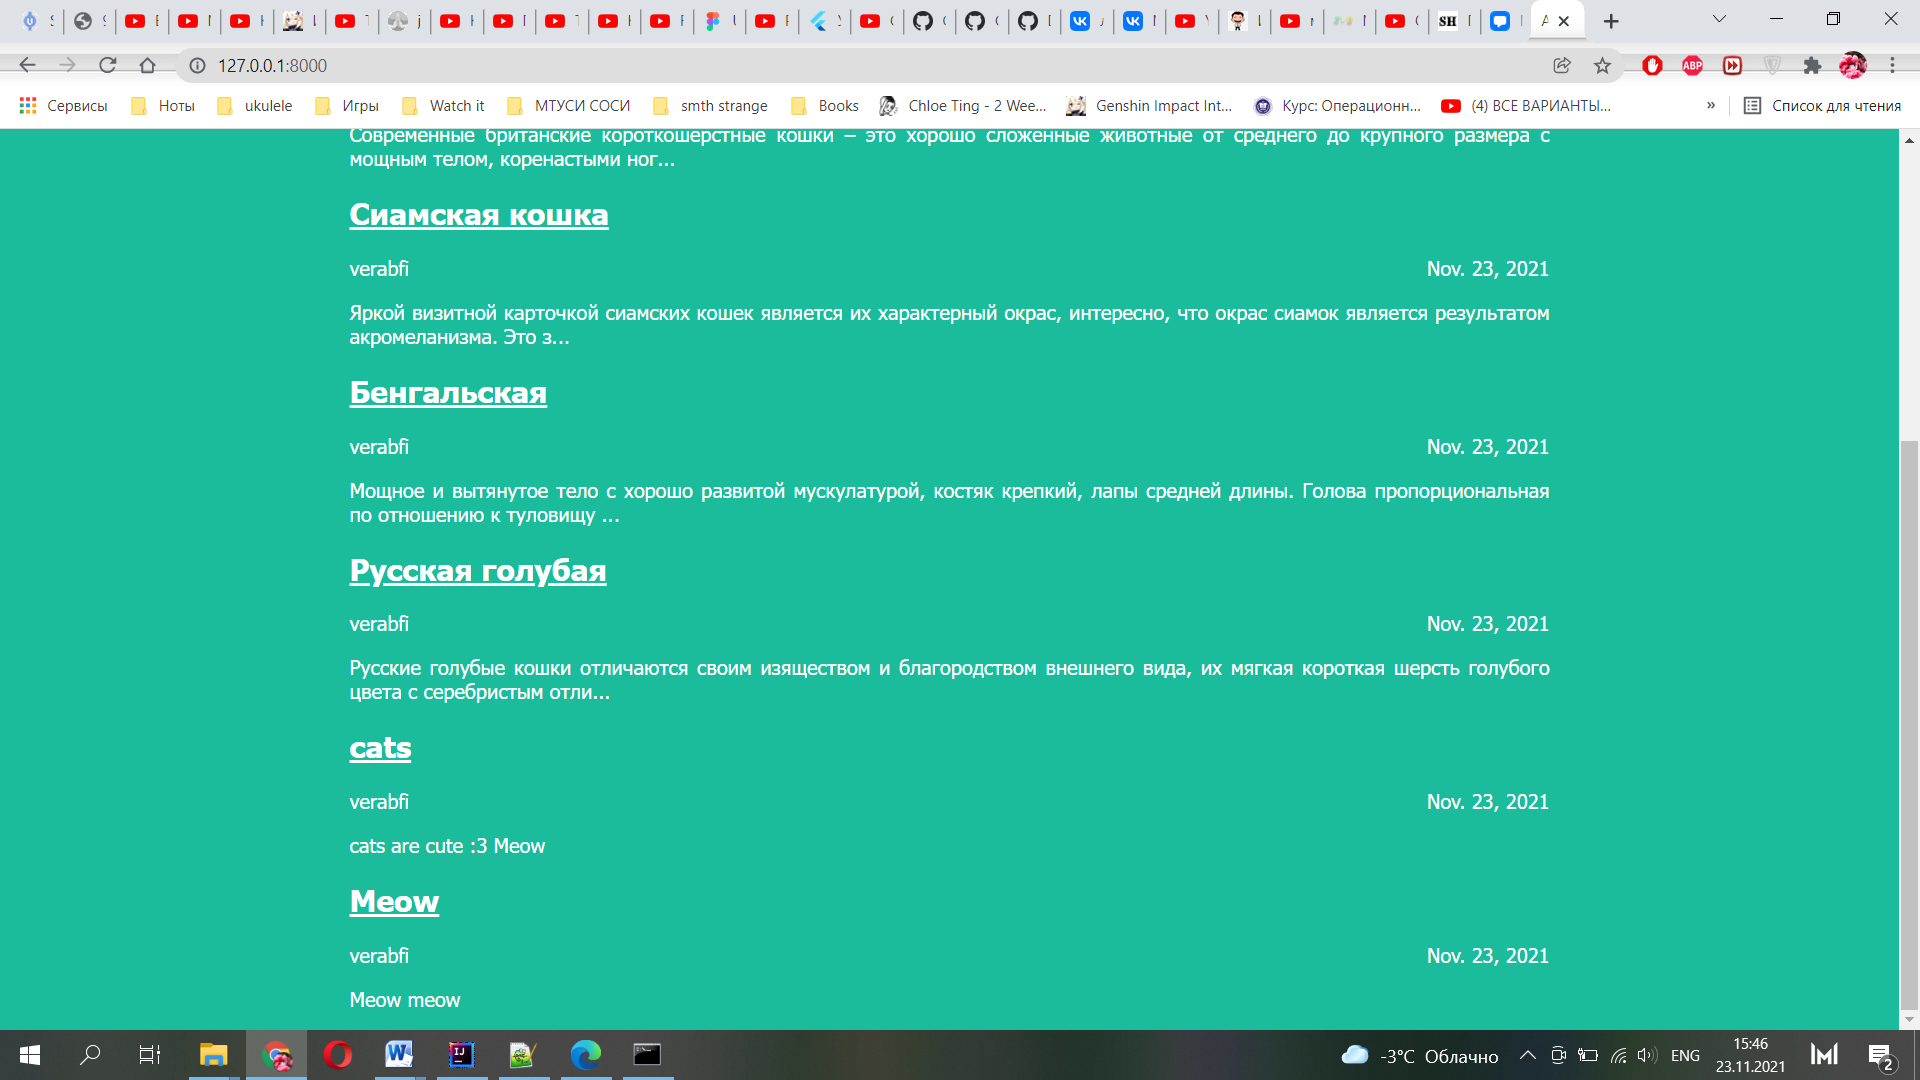 127.0.0.1:8000
Сервисы Ноты ukulele Игры Watch it МТУСИ СОСИ smth strange Books Chloe Ting - 2 Wee... Genshin Impact Int... Курс: Операционн... (4) ВСЕ ВАРИАНТЫ... » Список для чтения
Современные британские короткошерстные кошки – это хорошо сложенные животные от среднего до крупного размера с
мощным телом, коренастыми ног...
Сиамская кошка
verabfi Nov. 23, 2021
Яркой визитной карточкой сиамских кошек является их характерный окрас, интересно, что окрас сиамок является результатом
акромеланизма. Это з...
Бенгальская
verabfi Nov. 23, 2021
Мощное и вытянутое тело с хорошо развитой мускулатурой, костяк крепкий, лапы средней длины. Голова пропорциональная
по отношению к туловищу ...
Русская голубая
verabfi Nov. 23, 2021
Русские голубые кошки отличаются своим изяществом и благородством внешнего вида, их мягкая короткая шерсть голубого
цвета с серебристым отли...
cats
verabfi Nov. 23, 2021
cats are cute :3 Meow
Meow
verabfi Nov. 23, 2021
Meow meow
-3°C Облачно ENG
15:46
23.11.2021
2